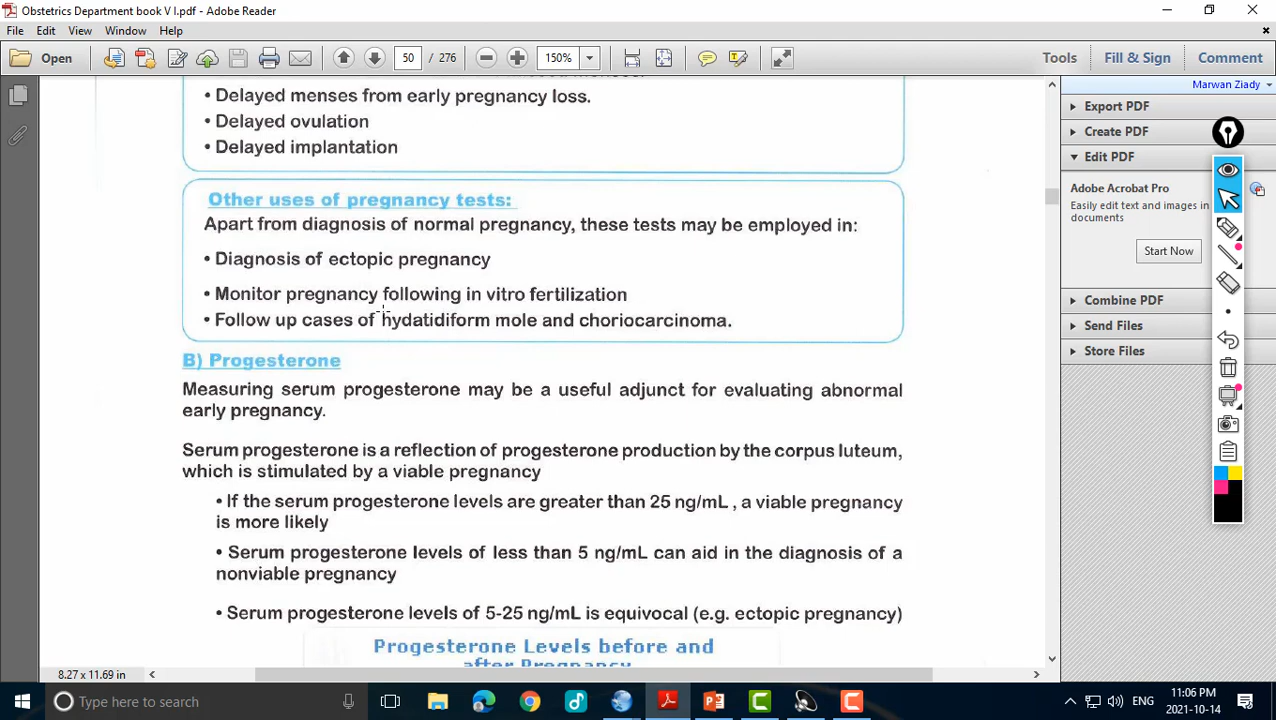 Obstetrics Department book V I.pdf - Adobe Reader
File Edit View Window Help
Open 50 / 276 150% Tools Fill & Sign Comment
Marwan Ziady
• Delayed menses from early pregnancy loss.
• Delayed ovulation
• Delayed implantation
Other uses of pregnancy tests:
Apart from diagnosis of normal pregnancy, these tests may be employed in:
• Diagnosis of ectopic pregnancy
• Monitor pregnancy following in vitro fertilization
• Follow up cases of hydatidiform mole and choriocarcinoma.
B) Progesterone
Measuring serum progesterone may be a useful adjunct for evaluating abnormal
early pregnancy.
Serum progesterone is a reflection of progesterone production by the corpus luteum,
which is stimulated by a viable pregnancy
• If the serum progesterone levels are greater than 25 ng/mL , a viable pregnancy
is more likely
• Serum progesterone levels of less than 5 ng/mL can aid in the diagnosis of a
nonviable pregnancy
• Serum progesterone levels of 5-25 ng/mL is equivocal (e.g. ectopic pregnancy)
Progesterone Levels before and
after Pregnancy
Export PDF
Create PDF
Edit PDF
Adobe Acrobat Pro
Easily edit text and images in
documents
Start Now
Combine PDF
Send Files
Store Files
8.27 x 11.69 in
Type here to search
ENG
11:06 PM
2021-10-14